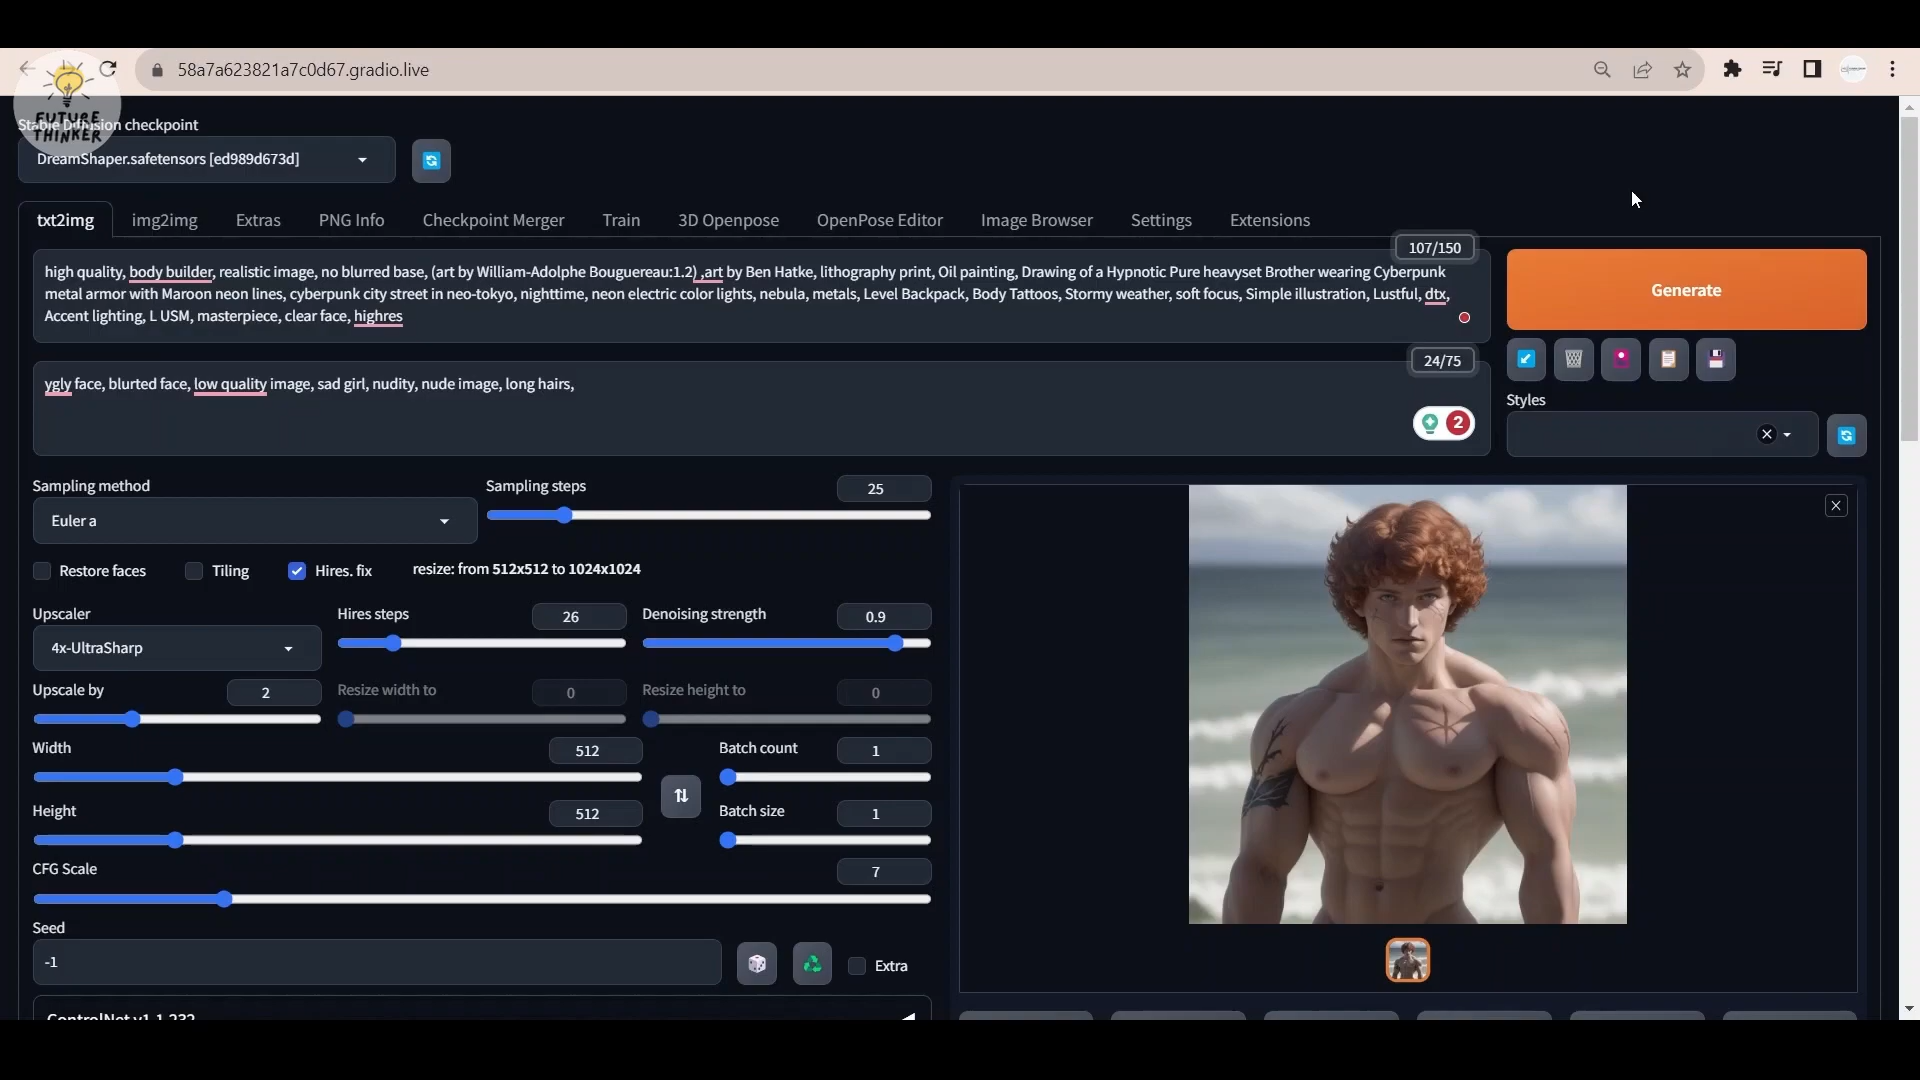 58a7a623821a7c0d67.gradio.live
FUTURE
THINKER
Stable Diffusion checkpoint
DreamShaper.safetensors [ed989d673d]
txt2img img2img Extras PNG Info Checkpoint Merger Train 3D Openpose OpenPose Editor Image Browser Settings Extensions
107/150
high quality, body builder, realistic image, no blurred base, (art by William-Adolphe Bouguereau:1.2) ,art by Ben Hatke, lithography print, Oil painting, Drawing of a Hypnotic Pure heavyset Brother wearing Cyberpunk
metal armor with Maroon neon lines, cyberpunk city street in neo-tokyo, nighttime, neon electric color lights, nebula, metals, Level Backpack, Body Tattoos, Stormy weather, soft focus, Simple illustration, Lustful, dtx,
Accent lighting, L USM, masterpiece, clear face, highres
Generate
24/75
ygly face, blurted face, low quality image, sad girl, nudity, nude image, long hairs,
2
Styles
Sampling method
Euler a
Sampling steps 25
Restore faces Tiling Hires. fix resize: from 512x512 to 1024x1024
Upscaler
4x-UltraSharp
Hires steps 26
Denoising strength 0.9
Upscale by 2
Resize width to 0
Resize height to 0
Width 512
Batch count 1
Height 512
Batch size 1
CFG Scale 7
Seed
-1
Extra
ControlNet v1.1.232